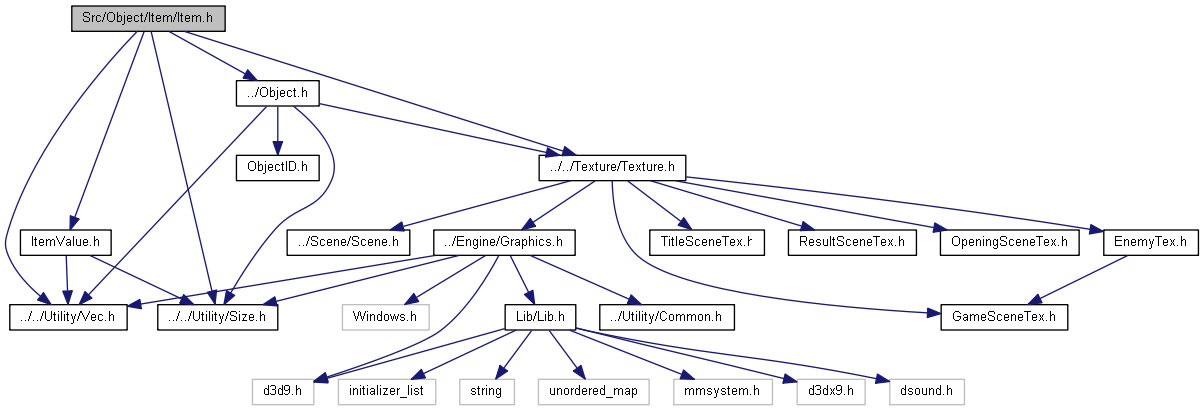 Src/Object/Item/Item.h
../Object.h
ObjectID.h
../../Texture/Texture.h
ItemValue.h
../Scene/Scene.h
../Engine/Graphics.h
TitleSceneTex.h
ResultSceneTex.h
OpeningSceneTex.h
EnemyTex.h
../../Utility/Vec.h
../../Utility/Size.h
Windows.h
Lib/Lib.h
../Utility/Common.h
GameSceneTex.h
d3d9.h
initializer_list
string
unordered_map
mmsystem.h
d3dx9.h
dsound.h